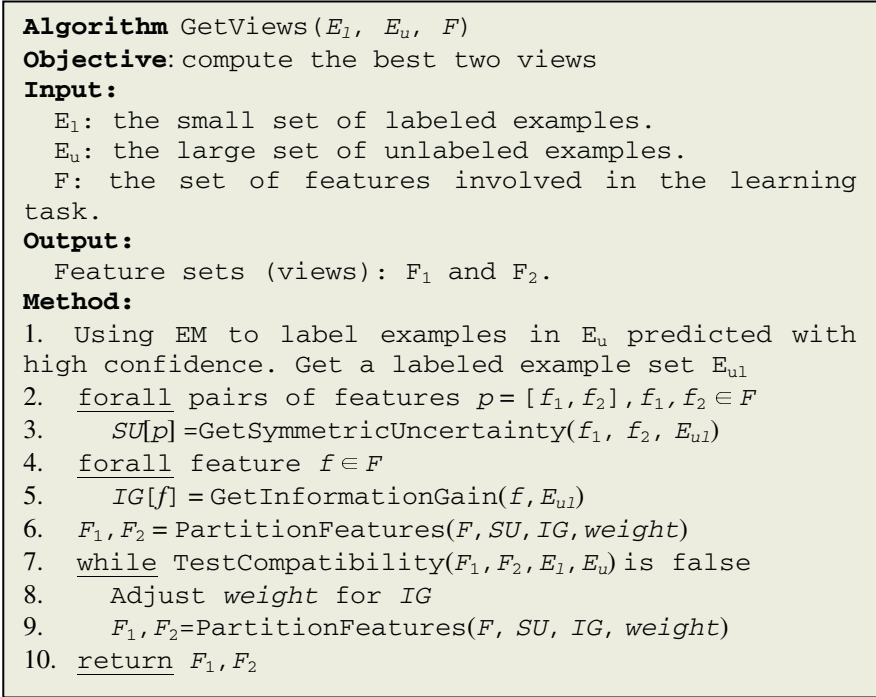 Algorithm GetViews(El, Eu, F)
Objective: compute the best two views
Input:
El: the small set of labeled examples.
Eu: the large set of unlabeled examples.
F: the set of features involved in the learning
task.
Output:
Feature sets (views): F1 and F2.
Method:
1. Using EM to label examples in Eu predicted with
high confidence. Get a labeled example set Eul
2. forall pairs of features p = [f1,f2],f1,f2 ∈ F
3. SU[p] =GetSymmetricUncertainty(f1, f2, Eul)
4. forall feature f ∈ F
5. IG[f] = GetInformationGain(f,Eul)
6. F1,F2 = PartitionFeatures(F,SU,IG,weight)
7. while TestCompatibility(F1,F2,El,Eu) is false
8. Adjust weight for IG
9. F1,F2=PartitionFeatures(F, SU, IG, weight)
10. return F1,F2